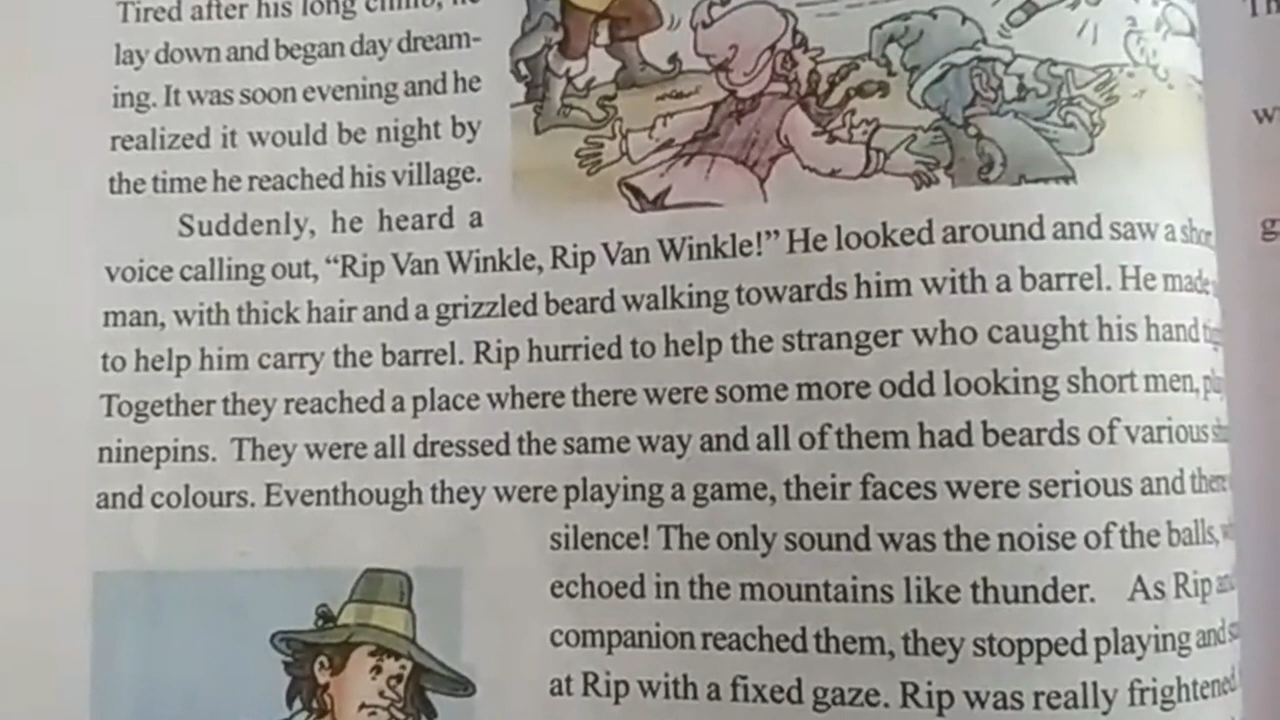 Tired after his long climb, he
lay down and began day dream-
ing. It was soon evening and he
realized it would be night by
the time he reached his village.
Suddenly, he heard a
voice calling out, “Rip Van Winkle, Rip Van Winkle!” He looked around and saw a short
man, with thick hair and a grizzled beard walking towards him with a barrel. He made
to help him carry the barrel. Rip hurried to help the stranger who caught his hand
Together they reached a place where there were some more odd looking short men,
ninepins. They were all dressed the same way and all of them had beards of various
and colours. Eventhough they were playing a game, their faces were serious and there
silence! The only sound was the noise of the balls,
echoed in the mountains like thunder. As Rip
companion reached them, they stopped playing and
at Rip with a fixed gaze. Rip was really frightened